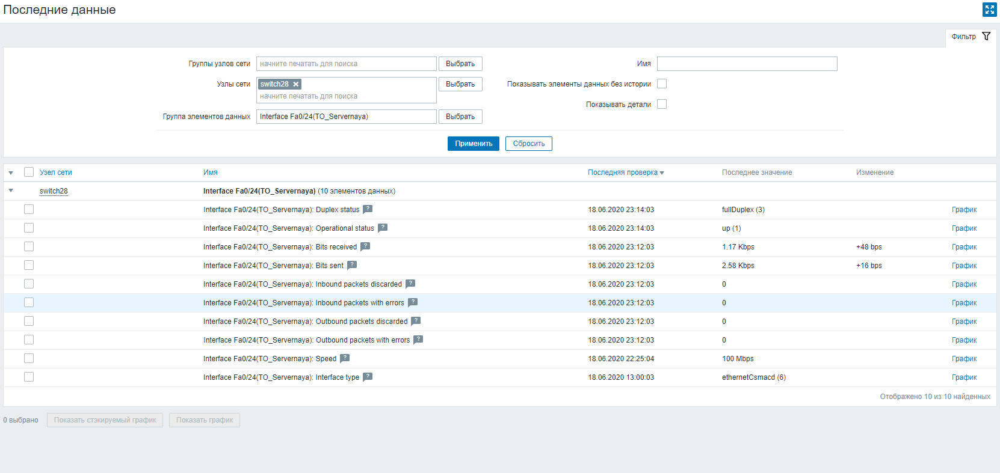 Последние данные
Фильтр
Группы узлов сети начните печатать для поиска Выбрать Имя
Узлы сети switch28 Выбрать Показывать элементы данных без истории
начните печатать для поиска
Показывать детали
Группа элементов данных Interface Fa0/24(TO_Servernaya) Выбрать
Применить Сбросить
Узел сети Имя Последняя проверка Последнее значение Изменение
switch28 Interface Fa0/24(TO_Servernaya) (10 элементов данных)
Interface Fa0/24(TO_Servernaya): Duplex status ? 18.06.2020 23:14:03 fullDuplex (3) График
Interface Fa0/24(TO_Servernaya): Operational status ? 18.06.2020 23:14:03 up (1) График
Interface Fa0/24(TO_Servernaya): Bits received ? 18.06.2020 23:12:03 1.17 Kbps +48 bps График
Interface Fa0/24(TO_Servernaya): Bits sent ? 18.06.2020 23:12:03 2.58 Kbps +16 bps График
Interface Fa0/24(TO_Servernaya): Inbound packets discarded ? 18.06.2020 23:12:03 0 График
Interface Fa0/24(TO_Servernaya): Inbound packets with errors ? 18.06.2020 23:12:03 0 График
Interface Fa0/24(TO_Servernaya): Outbound packets discarded ? 18.06.2020 23:12:03 0 График
Interface Fa0/24(TO_Servernaya): Outbound packets with errors ? 18.06.2020 23:12:03 0 График
Interface Fa0/24(TO_Servernaya): Speed ? 18.06.2020 22:25:04 100 Mbps График
Interface Fa0/24(TO_Servernaya): Interface type ? 18.06.2020 13:00:03 ethernetCsmacd (6) График
Отображено 10 из 10 найденных
0 выбрано Показать стэкируемый график Показать график